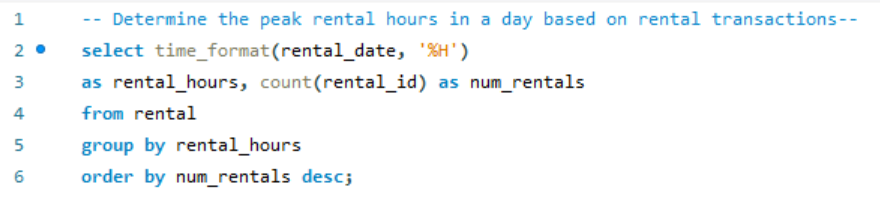 1 -- Determine the peak rental hours in a day based on rental transactions--
2 select time_format(rental_date, '%H')
3 as rental_hours, count(rental_id) as num_rentals
4 from rental
5 group by rental_hours
6 order by num_rentals desc;